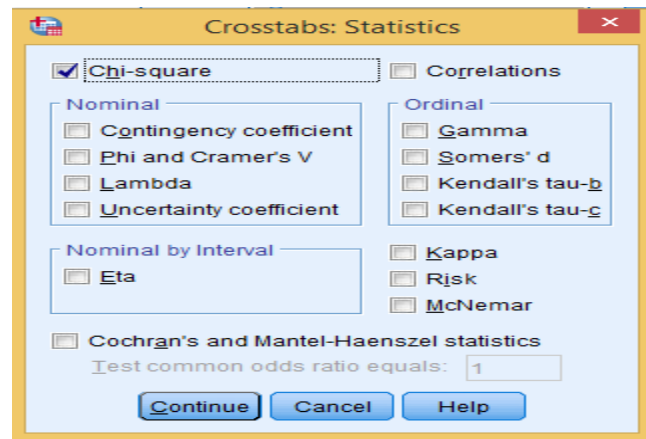 Crosstabs: Statistics
Chi-square
Correlations
Nominal
Contingency coefficient
Phi and Cramer's V
Lambda
Uncertainty coefficient
Ordinal
Gamma
Somers' d
Kendall's tau-b
Kendall's tau-c
Nominal by Interval
Eta
Kappa
Risk
McNemar
Cochran's and Mantel-Haenszel statistics
Test common odds ratio equals: 1
Continue Cancel Help